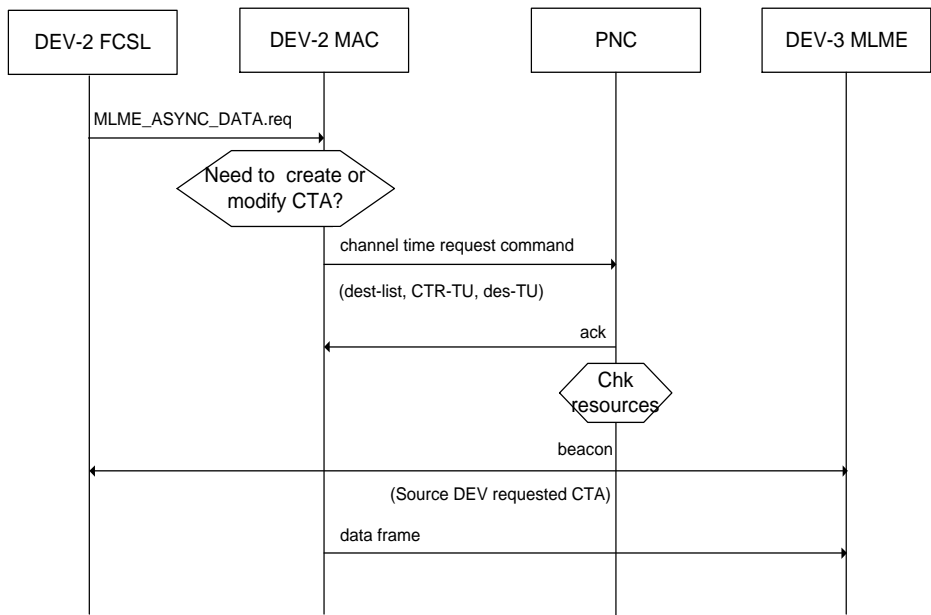 DEV-2 FCSL
DEV-2 MAC
PNC
DEV-3 MLME
MLME_ASYNC_DATA.req
Need to create or
modify CTA?
channel time request command
(dest-list, CTR-TU, des-TU)
ack
Chk
resources
beacon
(Source DEV requested CTA)
data frame